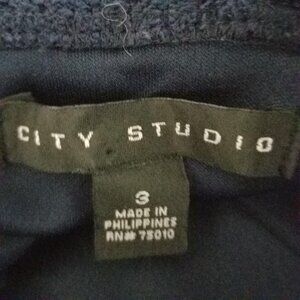 CITY STUDIO
3
MADE IN
PHILIPPINES
RN# 75010